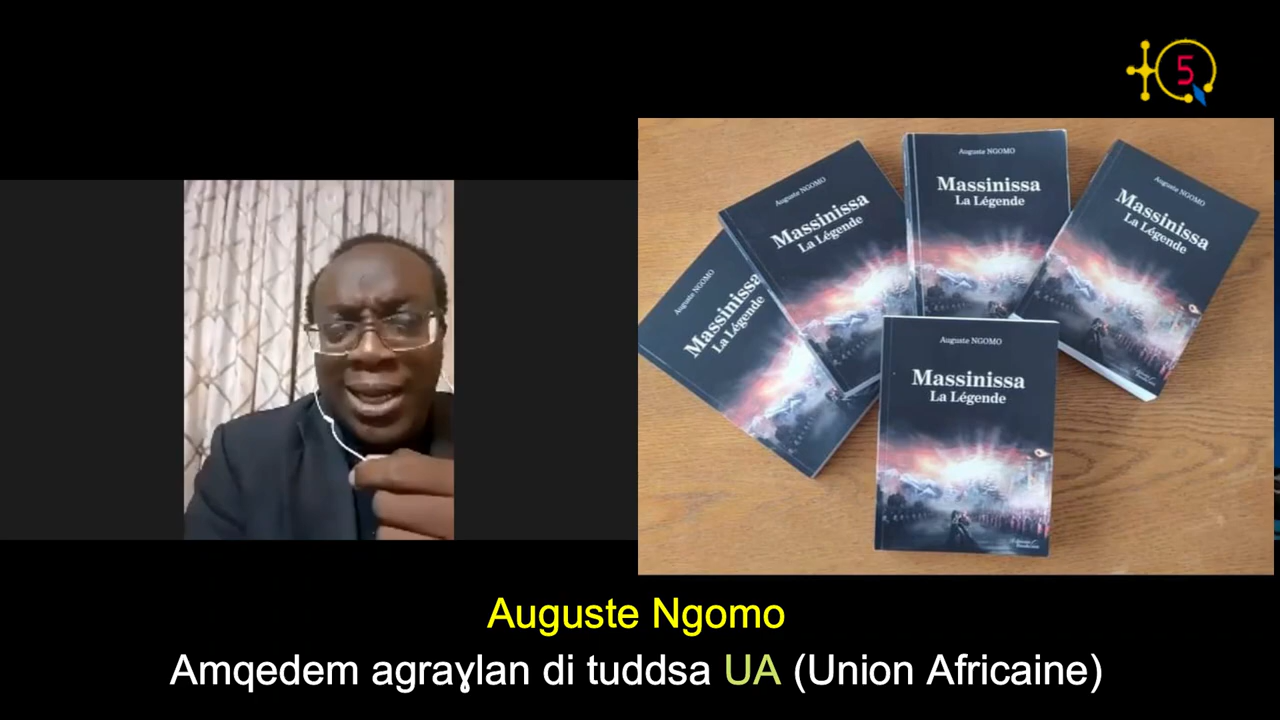 5
Auguste NGOMO
Massinissa
La Légende
Auguste NGOMO
Massinissa
La Légende
Auguste NGOMO
Massinissa
La Légende
Auguste NGOMO
Massinissa
La Légende
Auguste NGOMO
Massinissa
La Légende
Auguste Ngomo
Amqedem agraɣlan di tuddsa UA (Union Africaine)